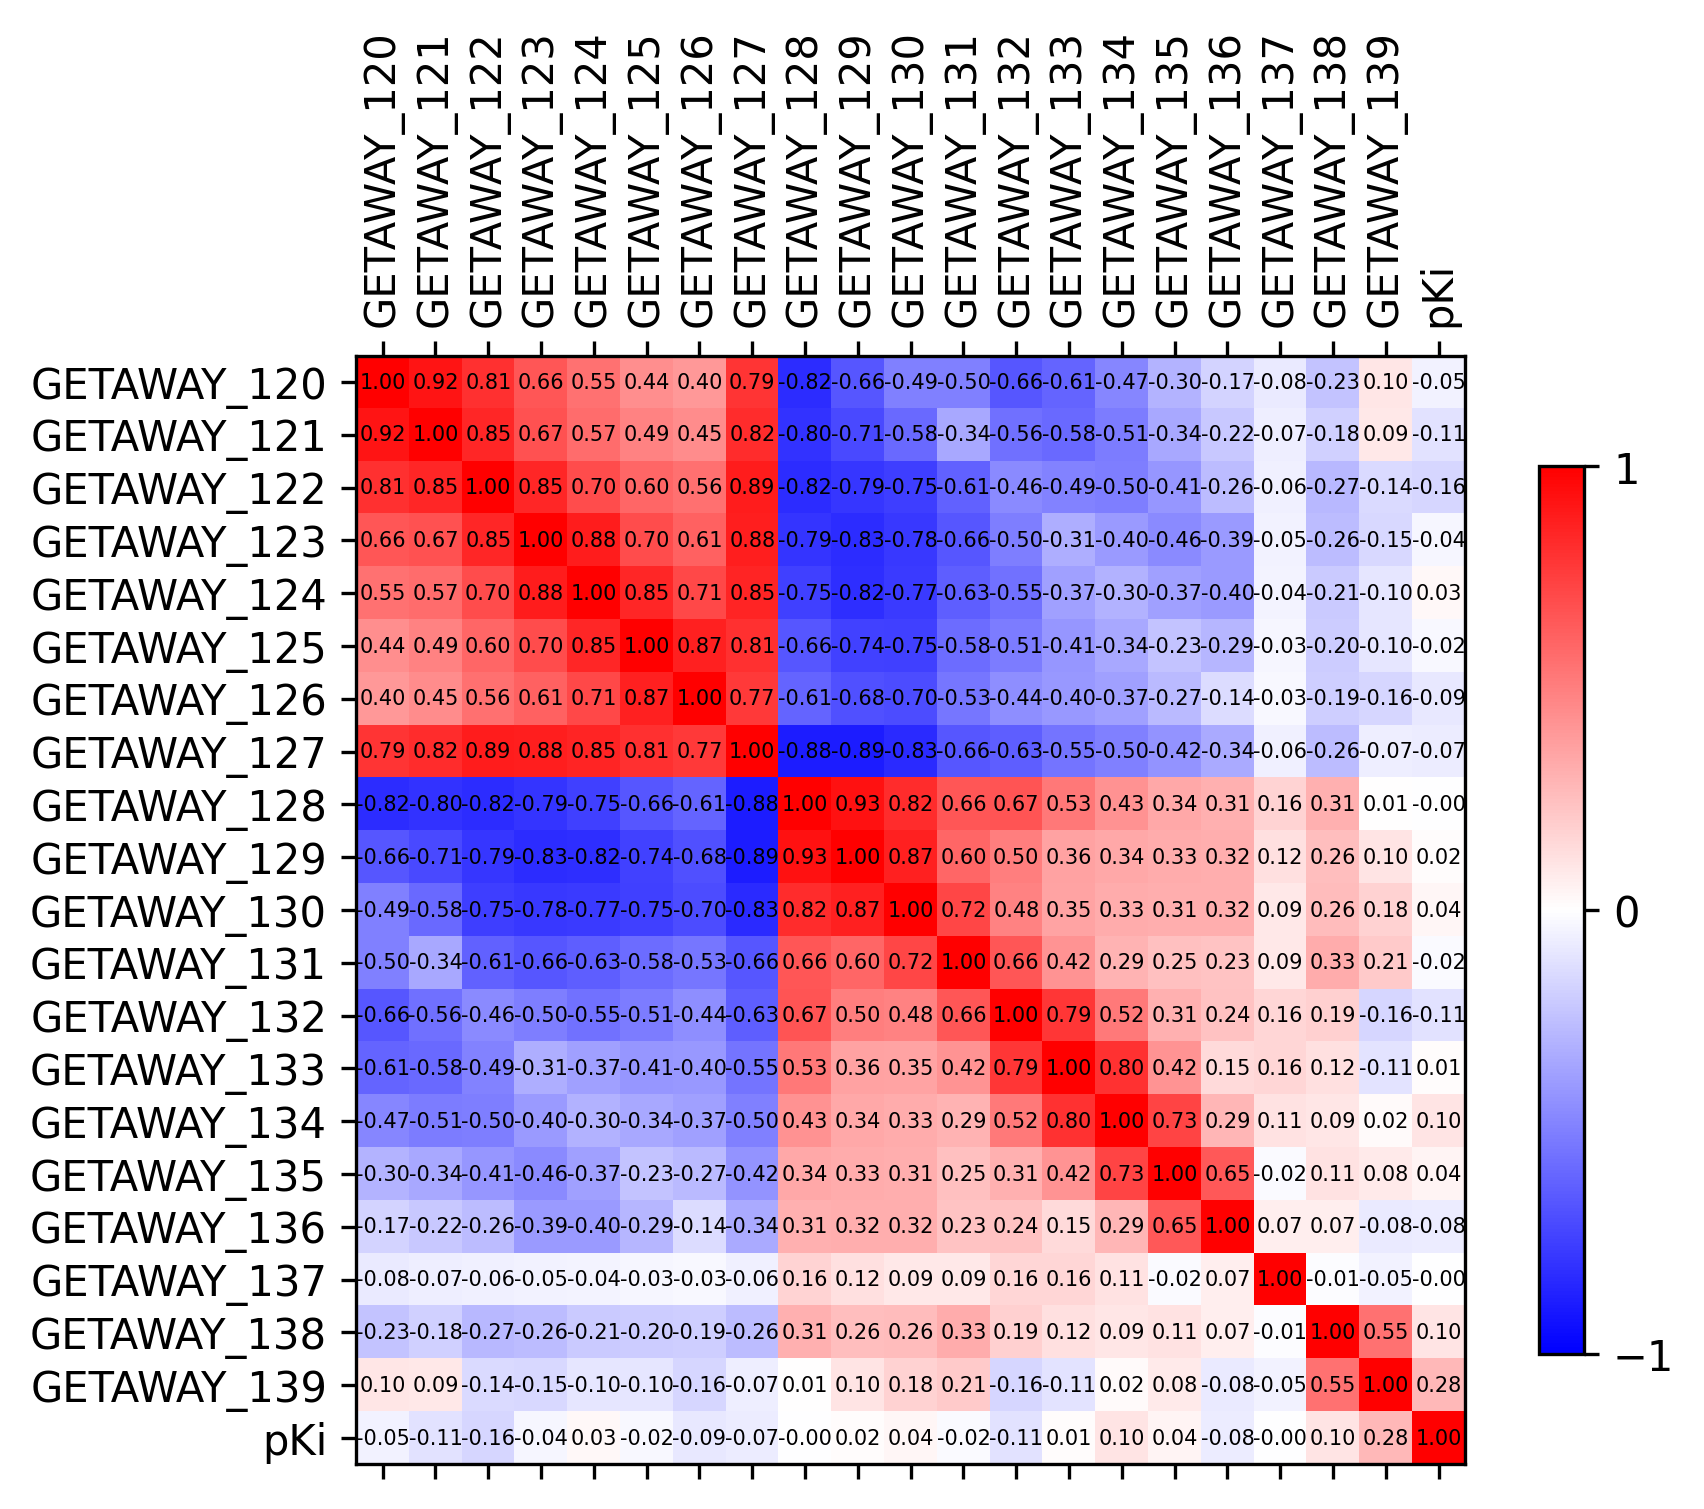 GETAWAY_120 GETAWAY_121 GETAWAY_122 GETAWAY_123 GETAWAY_124 GETAWAY_125 GETAWAY_126 GETAWAY_127 GETAWAY_128 GETAWAY_129 GETAWAY_130 GETAWAY_131 GETAWAY_132 GETAWAY_133 GETAWAY_134 GETAWAY_135 GETAWAY_136 GETAWAY_137 GETAWAY_138 GETAWAY_139 pKi
GETAWAY_120 1.00 0.92 0.81 0.66 0.55 0.44 0.40 0.79 -0.82 -0.66 -0.49 -0.50 -0.66 -0.61 -0.47 -0.30 -0.17 -0.08 -0.23 0.10 -0.05
GETAWAY_121 0.92 1.00 0.85 0.67 0.57 0.49 0.45 0.82 -0.80 -0.71 -0.58 -0.34 -0.56 -0.58 -0.51 -0.34 -0.22 -0.07 -0.18 0.09 -0.11
GETAWAY_122 0.81 0.85 1.00 0.85 0.70 0.60 0.56 0.89 -0.82 -0.79 -0.75 -0.61 -0.46 -0.49 -0.50 -0.41 -0.26 -0.06 -0.27 -0.14 -0.16
GETAWAY_123 0.66 0.67 0.85 1.00 0.88 0.70 0.61 0.88 -0.79 -0.83 -0.78 -0.66 -0.50 -0.31 -0.40 -0.46 -0.39 -0.05 -0.26 -0.15 -0.04
GETAWAY_124 0.55 0.57 0.70 0.88 1.00 0.85 0.71 0.85 -0.75 -0.82 -0.77 -0.63 -0.55 -0.37 -0.30 -0.37 -0.40 -0.04 -0.21 -0.10 0.03
GETAWAY_125 0.44 0.49 0.60 0.70 0.85 1.00 0.87 0.81 -0.66 -0.74 -0.75 -0.58 -0.51 -0.41 -0.34 -0.23 -0.29 -0.03 -0.20 -0.10 -0.02
GETAWAY_126 0.40 0.45 0.56 0.61 0.71 0.87 1.00 0.77 -0.61 -0.68 -0.70 -0.53 -0.44 -0.40 -0.37 -0.27 -0.14 -0.03 -0.19 -0.16 -0.09
GETAWAY_127 0.79 0.82 0.89 0.88 0.85 0.81 0.77 1.00 -0.88 -0.89 -0.83 -0.66 -0.63 -0.55 -0.50 -0.42 -0.34 -0.06 -0.26 -0.07 -0.07
GETAWAY_128 -0.82 -0.80 -0.82 -0.79 -0.75 -0.66 -0.61 -0.88 1.00 0.93 0.82 0.66 0.67 0.53 0.43 0.34 0.31 0.16 0.31 0.01 -0.00
GETAWAY_129 -0.66 -0.71 -0.79 -0.83 -0.82 -0.74 -0.68 -0.89 0.93 1.00 0.87 0.60 0.50 0.36 0.34 0.33 0.32 0.12 0.26 0.10 0.02
GETAWAY_130 -0.49 -0.58 -0.75 -0.78 -0.77 -0.75 -0.70 -0.83 0.82 0.87 1.00 0.72 0.48 0.35 0.33 0.31 0.32 0.09 0.26 0.18 0.04
GETAWAY_131 -0.50 -0.34 -0.61 -0.66 -0.63 -0.58 -0.53 -0.66 0.66 0.60 0.72 1.00 0.66 0.42 0.29 0.25 0.23 0.09 0.33 0.21 -0.02
GETAWAY_132 -0.66 -0.56 -0.46 -0.50 -0.55 -0.51 -0.44 -0.63 0.67 0.50 0.48 0.66 1.00 0.79 0.52 0.31 0.24 0.16 0.19 -0.16 -0.11
GETAWAY_133 -0.61 -0.58 -0.49 -0.31 -0.37 -0.41 -0.40 -0.55 0.53 0.36 0.35 0.42 0.79 1.00 0.80 0.42 0.15 0.16 0.12 -0.11 0.01
GETAWAY_134 -0.47 -0.51 -0.50 -0.40 -0.30 -0.34 -0.37 -0.50 0.43 0.34 0.33 0.29 0.52 0.80 1.00 0.73 0.29 0.11 0.09 0.02 0.10
GETAWAY_135 -0.30 -0.34 -0.41 -0.46 -0.37 -0.23 -0.27 -0.42 0.34 0.33 0.31 0.25 0.31 0.42 0.73 1.00 0.65 -0.02 0.11 0.08 0.04
GETAWAY_136 -0.17 -0.22 -0.26 -0.39 -0.40 -0.29 -0.14 -0.34 0.31 0.32 0.32 0.23 0.24 0.15 0.29 0.65 1.00 0.07 0.07 -0.08 -0.08
GETAWAY_137 -0.08 -0.07 -0.06 -0.05 -0.04 -0.03 -0.03 -0.06 0.16 0.12 0.09 0.09 0.16 0.16 0.11 -0.02 0.07 1.00 -0.01 -0.05 -0.00
GETAWAY_138 -0.23 -0.18 -0.27 -0.26 -0.21 -0.20 -0.19 -0.26 0.31 0.26 0.26 0.33 0.19 0.12 0.09 0.11 0.07 -0.01 1.00 0.55 0.10
GETAWAY_139 0.10 0.09 -0.14 -0.15 -0.10 -0.10 -0.16 -0.07 0.01 0.10 0.18 0.21 -0.16 -0.11 0.02 0.08 -0.08 -0.05 0.55 1.00 0.28
pKi -0.05 -0.11 -0.16 -0.04 0.03 -0.02 -0.09 -0.07 -0.00 0.02 0.04 -0.02 -0.11 0.01 0.10 0.04 -0.08 -0.00 0.10 0.28 1.00
1
0
−1